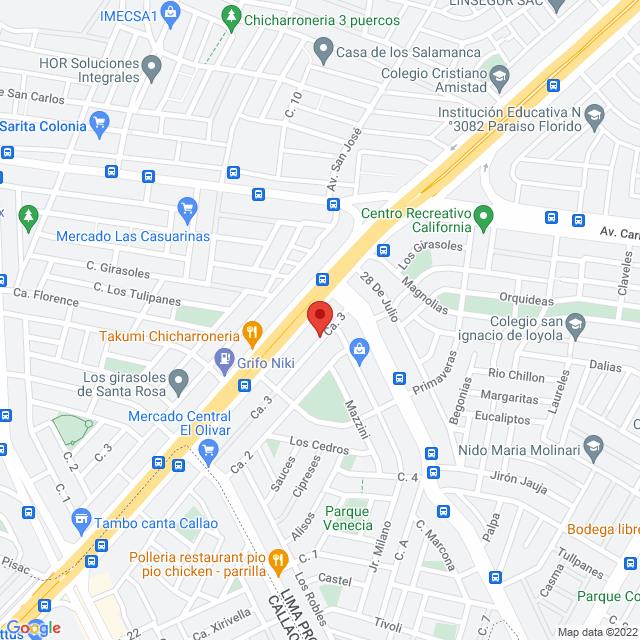 LINSEGUR SAC
IMECSA1
Chicharroneria 3 puercos
Casa de los Salamanca
HOR Soluciones
Integrales
Colegio Cristiano
Amistad
e San Carlos
C. 10
Institución Educativa N
°3082 Paraiso Florido
Sarita Colonia
Av. San José
Mercado Las Casuarinas
Centro Recreativo
California
Av. Carl
Los Girasoles
Claveles
C. Girasoles
28 De Julio
Magnolias
Orquideas
Ca. Florence
C. Los Tulipanes
Ca. 3
Colegio san
ignacio de loyola
Takumi Chicharroneria
Grifo Niki
Primaveras
Dalias
Los girasoles
de Santa Rosa
Rio Chillon
Laureles
Margaritas
Begonias
Ca. 3
Mazzini
Eucaliptos
Mercado Central
El Olivar
Los Cedros
C. 3
Ca. 2
C. 2
Nido Maria Molinari
Sauces
Cipreses
C. 4
Jirón Jauja
C. 1
Parque
Venecia
Tambo canta Callao
Alisos
Jr. Milano
C. A
C. Marcona
Palpa
Bodega libre
Pisac
Polleria restaurant pio
pio chicken - parrilla
C. 1
Tulipanes
Casma
Castel
Los Robles
Parque Co
LIMA PRO
CALLAO
22
Ca. Xirivella
Tivoli
C. 7
ttus
Google
Map data ©2022